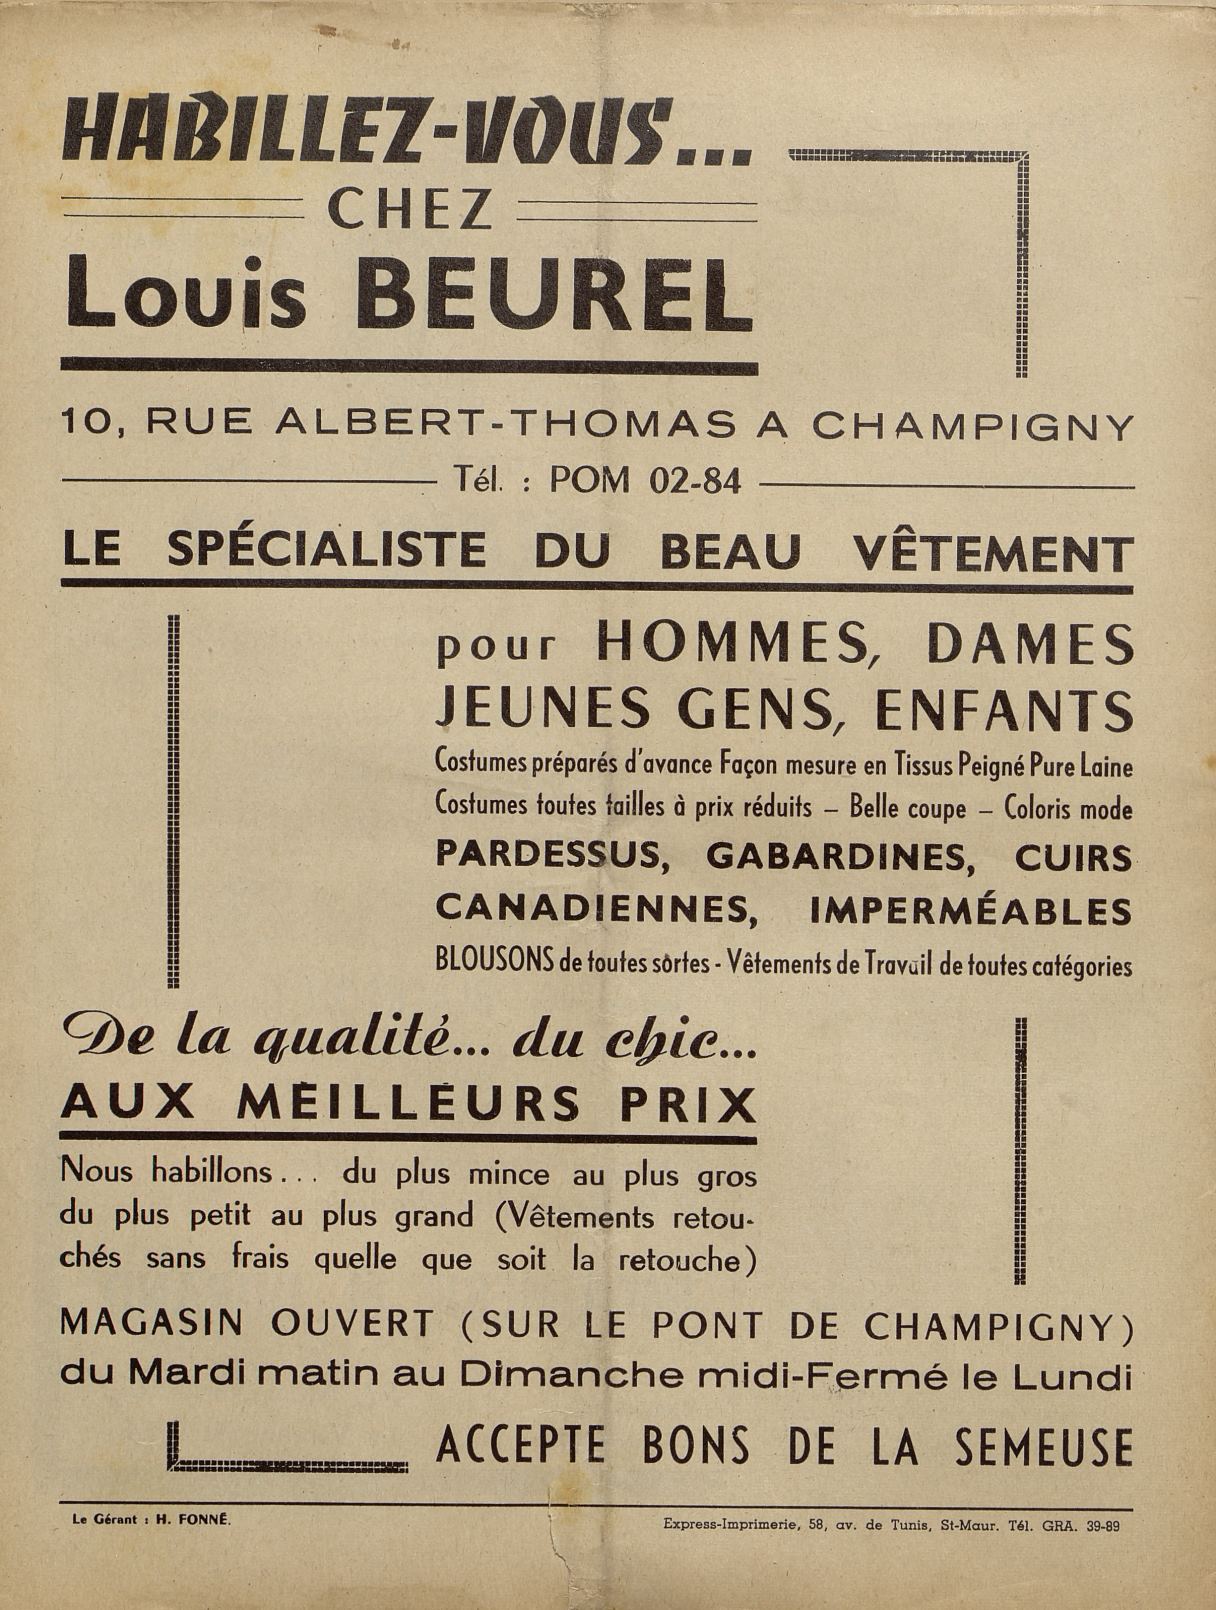 HABILLEZ-VOUS...
CHEZ
Louis BEUREL
10, RUE ALBERT-THOMAS A CHAMPIGNY
Tél. : POM 02-84
LE SPÉCIALISTE DU BEAU VÊTEMENT
pour HOMMES, DAMES
JEUNES GENS, ENFANTS
Costumes préparés d'avance Façon mesure en Tissus Peigné Pure Laine
Costumes toutes tailles à prix réduits – Belle coupe – Coloris mode
PARDESSUS, GABARDINES, CUIRS
CANADIENNES, IMPERMÉABLES
BLOUSONS de toutes sortes - Vêtements de Travail de toutes catégories
De la qualité... du chic...
AUX MEILLEURS PRIX
Nous habillons... du plus mince au plus gros
du plus petit au plus grand (Vêtements retou-
chés sans frais quelle que soit la retouche)
MAGASIN OUVERT (SUR LE PONT DE CHAMPIGNY)
du Mardi matin au Dimanche midi-Fermé le Lundi
ACCEPTE BONS DE LA SEMEUSE
Le Gérant : H. FONNÉ.
Express-Imprimerie, 58, av. de Tunis, St-Maur. Tél. GRA. 39-89